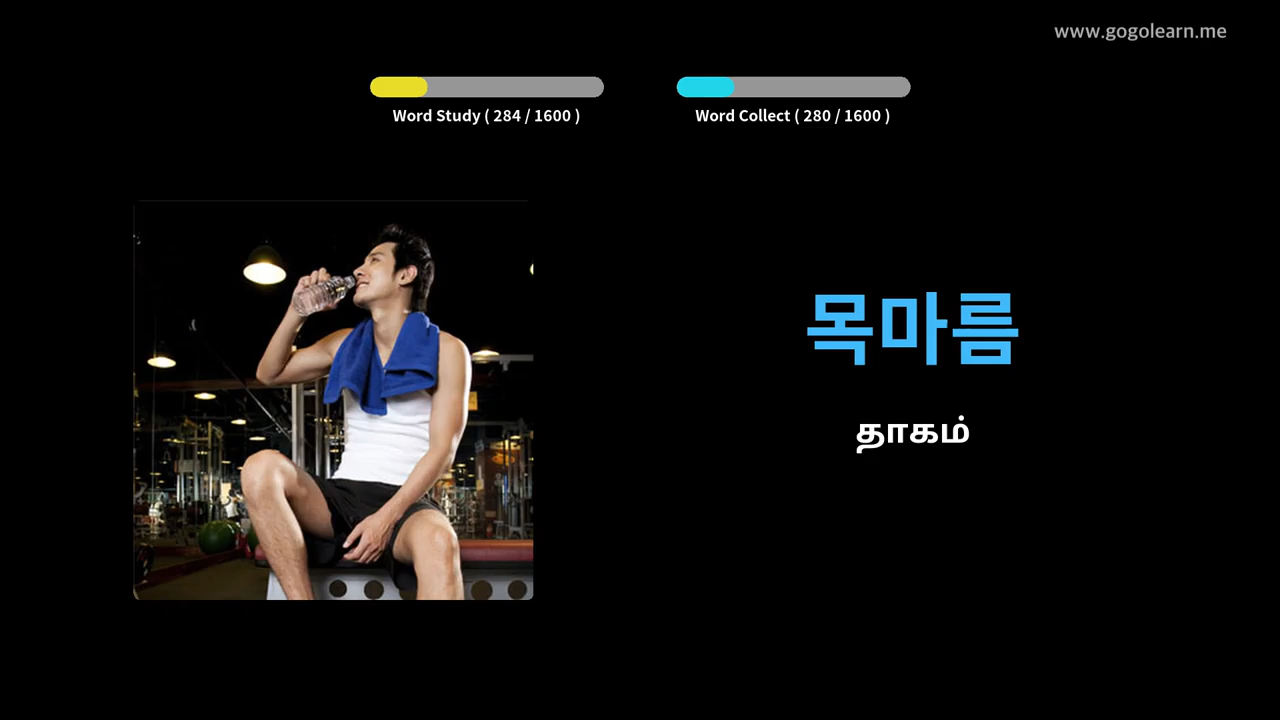 www.gogolearn.me
Word Study ( 284 / 1600 )
Word Collect ( 280 / 1600 )
목마름
தாகம்